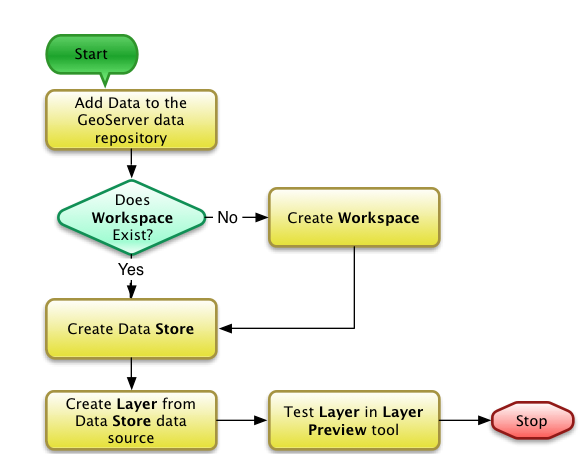 Start
Add Data to the
GeoServer data
repository
Does
Workspace
Exist?
No
Create Workspace
Yes
Create Data Store
Create Layer from
Data Store data
source
Test Layer in Layer
Preview tool
Stop